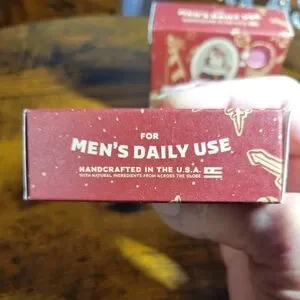 MEN'S DAILY USE
FOR
MEN'S DAILY USE
HANDCRAFTED IN THE U.S.A.
WITH NATURAL INGREDIENTS FROM ACROSS THE GLOBE.